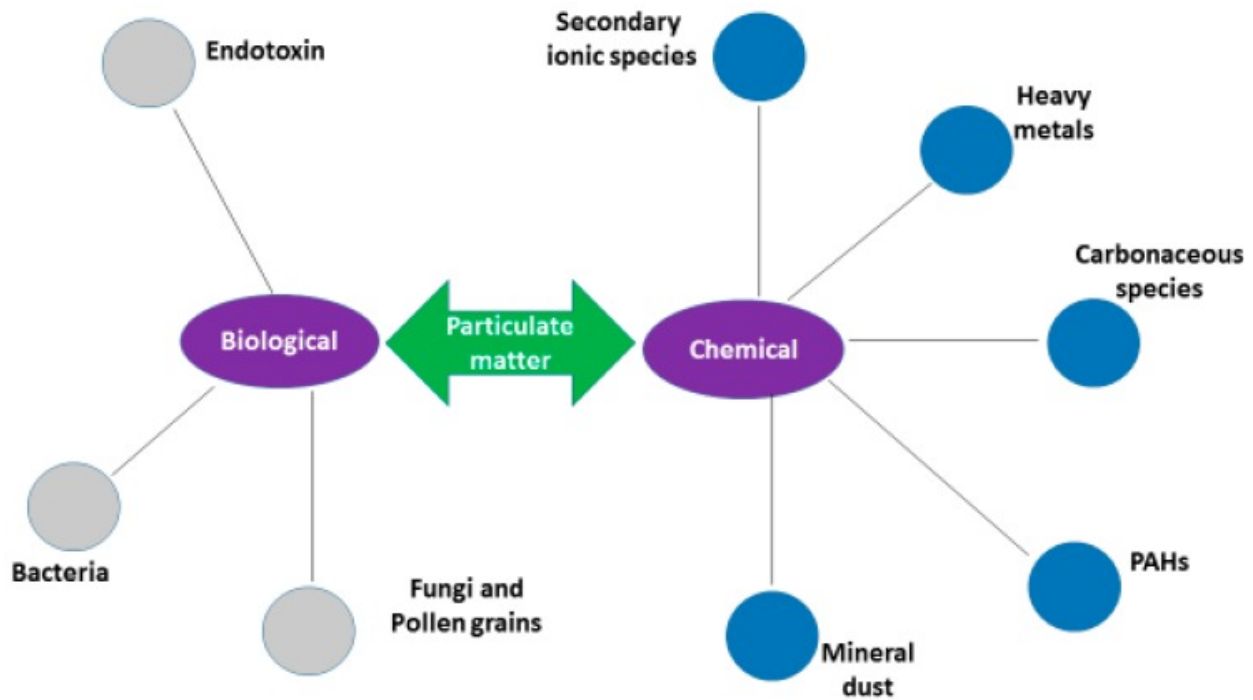 Endotoxin
Secondary
ionic species
Heavy
metals
Carbonaceous
species
Biological
Particulate
matter
Chemical
Bacteria
Fungi and
Pollen grains
PAHs
Mineral
dust